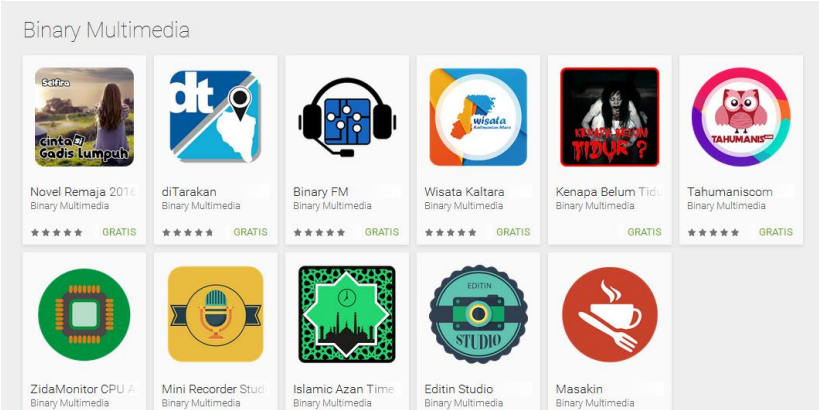 Binary Multimedia
Selfira
Cinta di
Gadis Lumpuh
dt
wisata
Kalimantan Utara
KENAPA BELUM
TIDUR ?
TAHUMANIS
Novel Remaja 2016
Binary Multimedia
GRATIS
diTarakan
Binary Multimedia
GRATIS
Binary FM
Binary Multimedia
GRATIS
Wisata Kaltara
Binary Multimedia
GRATIS
Kenapa Belum Tidu
Binary Multimedia
GRATIS
Tahumaniscom
Binary Multimedia
GRATIS
EDITIN
STUDIO
ZidaMonitor CPU A
Binary Multimedia
Mini Recorder Studi
Binary Multimedia
Islamic Azan Time
Binary Multimedia
Editin Studio
Binary Multimedia
Masakin
Binary Multimedia